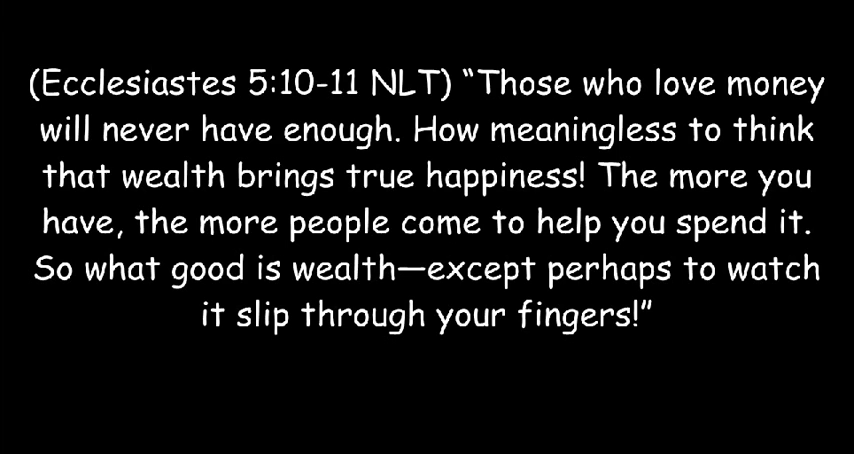 (Ecclesiastes 5:10-11 NLT) “Those who love money
will never have enough. How meaningless to think
that wealth brings true happiness! The more you
have, the more people come to help you spend it.
So what good is wealth—except perhaps to watch
it slip through your fingers!”